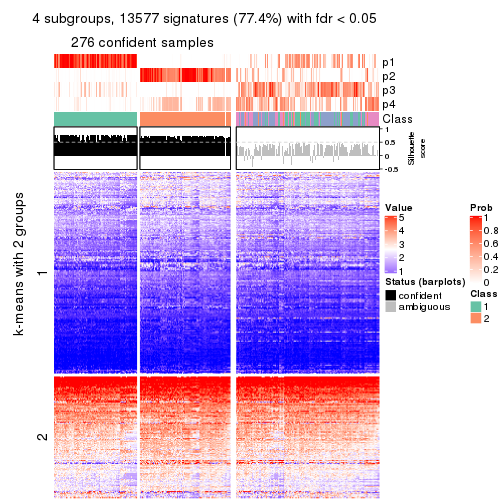 4 subgroups, 13577 signatures (77.4%) with fdr < 0.05
276 confident samples
p1
p2
p3
p4
Class
1
0.5
0
-0.5
Silhouette
score
k-means with 2 groups
1
2
Value
5
4
3
2
1
Prob
1
0.8
0.6
0.4
0.2
0
Status (barplots)
confident
ambiguous
Class
1
2